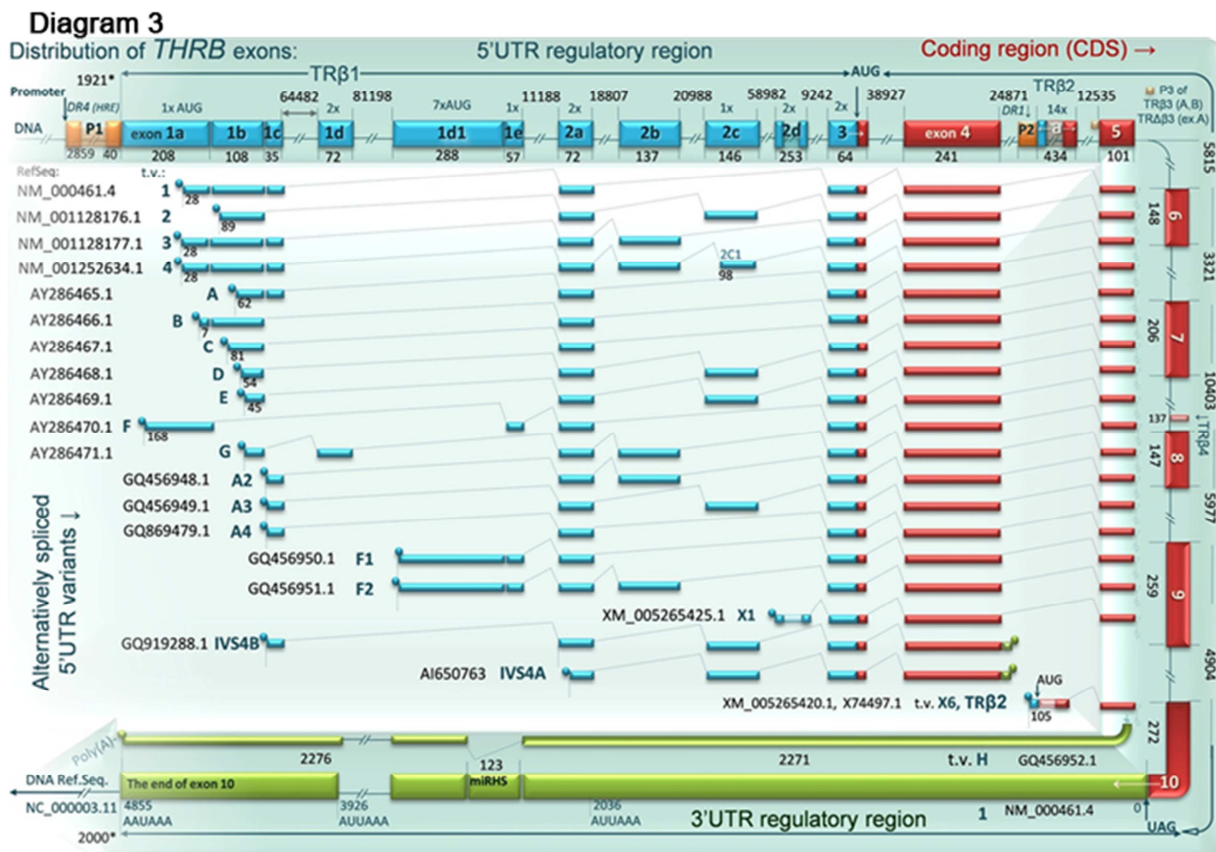 Diagram 3
Distribution of THRB exons: 5'UTR regulatory region Coding region (CDS) →
1921* TRβ1 AUG TRβ2
Promoter DR4 (HRE) 1x AUG 64482 2x 81198 7xAUG 1x 11188 2x 18807 20988 1x 58982 2x 9242 2x 38927 24871 DR1↓ 14x 12535
P3 of
TRβ3 (A,B)
TRΔβ3 (ex.A)
DNA P1 exon 1a 1b 1c 1d 1d1 1e 2a 2b 2c 2d 3 exon 4 P2 a 5
2859 40 208 108 35 72 288 57 72 137 146 253 64 241 434 101
5815
RefSeq: t.v.:
NM_000461.4 1 28
NM_001128176.1 2 89
NM_001128177.1 3 28
NM_001252634.1 4 28 2C1 98
AY286465.1 A 62
AY286466.1 B 7
AY286467.1 C 81
AY286468.1 D 54
AY286469.1 E 45
AY286470.1 F 168
AY286471.1 G
GQ456948.1 A2
GQ456949.1 A3
GQ869479.1 A4
GQ456950.1 F1
GQ456951.1 F2
XM_005265425.1 X1
GQ919288.1 IVS4B
AI650763 IVS4A
XM_005265420.1, X74497.1 t.v. X6, TRβ2 105 AUG
Alternatively spliced
5'UTR variants ↓
148 6
3321
206 7
10403
137 ↓TRβ4
147 8
5977
259 9
4904
272
10
Poly(A)-
2276 123 2271 t.v. H GQ456952.1
DNA Ref.Seq. The end of exon 10 miRHS
NC_000003.11 4855 3926 2036 1 NM_000461.4 0
AAUAAA AUUAAA AUUAAA 3'UTR regulatory region UAG
2000*